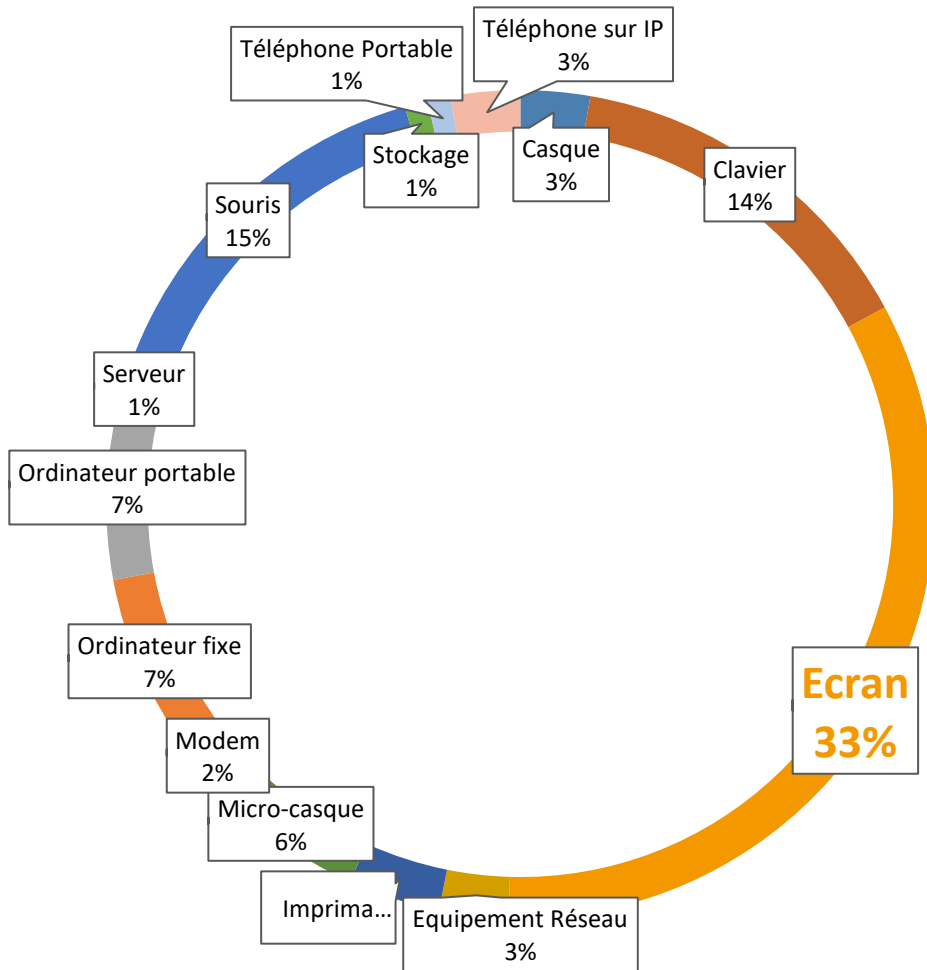 Téléphone Portable
1%
Téléphone sur IP
3%
Stockage
1%
Casque
3%
Clavier
14%
Souris
15%
Serveur
1%
Ordinateur portable
7%
Ordinateur fixe
7%
Ecran
33%
Modem
2%
Micro-casque
6%
Imprima...
Equipement Réseau
3%